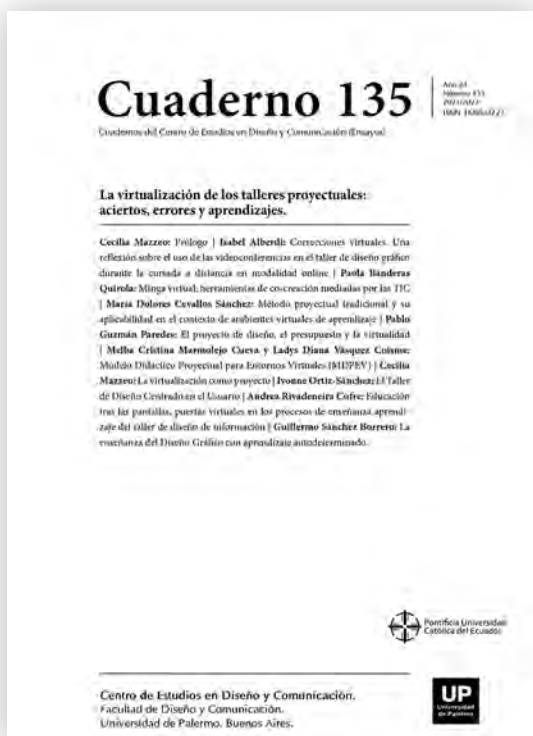 Cuaderno 135
Año 23
Número 135
2021/2022
Cuadernos del Centro de Estudios en Diseño y Comunicación [Ensayos]
La virtualización de los talleres proyectuales:
aciertos, errores y aprendizajes.
Cecilia Mazzeo: Prólogo | Isabel Alberdi: Correcciones virtuales. Una
reflexión sobre el uso de las videoconferencias en el taller de diseño gráfico
durante la cursada a distancia en modalidad online | Paola Banderas
Quirola: Minga virtual: herramientas de co-creación mediadas por las TIC
| María Dolores Cevallos Sánchez: Método proyectual tradicional y su
aplicabilidad en el contexto de ambientes virtuales de aprendizaje | Pablo
Guzmán Paredes: El proyecto de diseño, el presupuesto y la virtualidad
| Melba Cristina Marmolejo Cueva y Ladys Diana Vásquez Coisme:
Modelo Didáctico Proyectual para Entornos Virtuales | Cecilia
Mazzeo: La virtualización como proyecto | Ivonne Ortiz-Sánchez: El Taller
de Diseño Centrado en el Usuario | Andrea Rivadeneira Cofre: Educación
tras las pantallas, puertas virtuales en los procesos de enseñanza aprendi-
zaje del taller de diseño de información | Guillermo Sánchez Borrero: La
enseñanza del Diseño Gráfico con aprendizaje autodeterminado.
Pontificia Universidad
Católica del Ecuador
Centro de Estudios en Diseño y Comunicación.
Facultad de Diseño y Comunicación.
Universidad de Palermo. Buenos Aires.
UP
Universidad
de Palermo